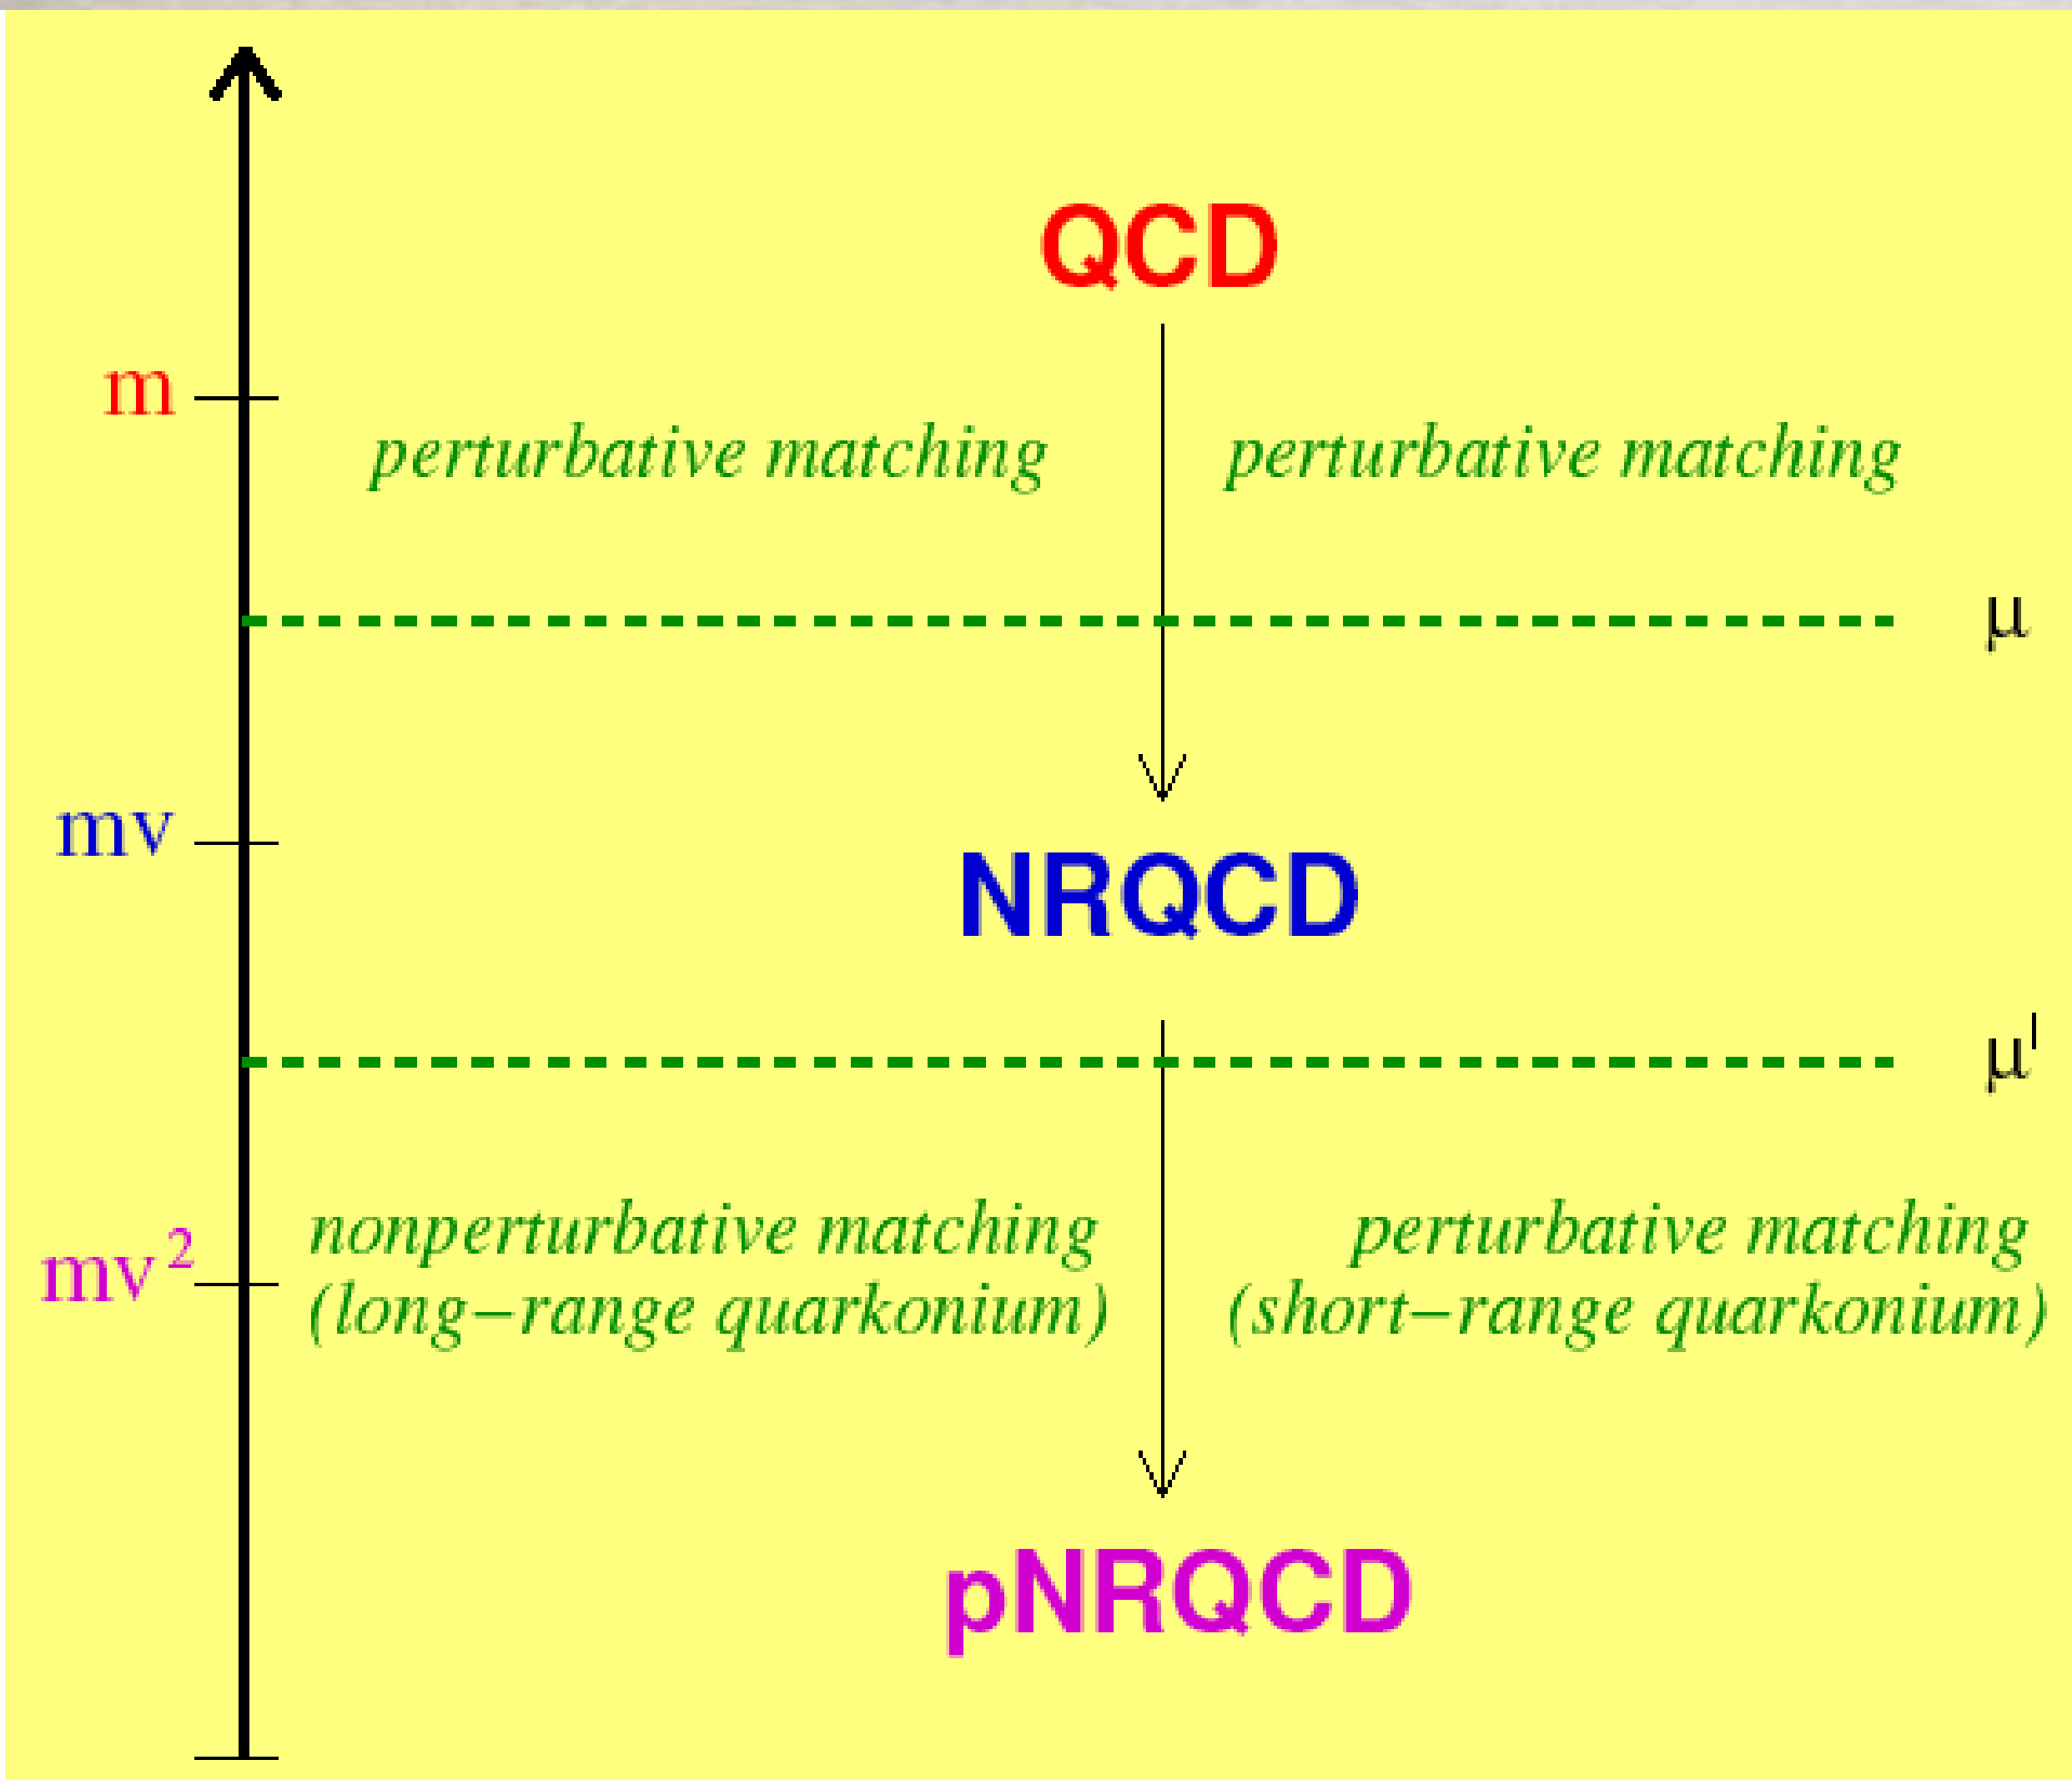 QCD
m
perturbative matching perturbative matching
μ
mv
NRQCD
μ'
nonperturbative matching perturbative matching
mv²
(long−range quarkonium) (short−range quarkonium)
pNRQCD